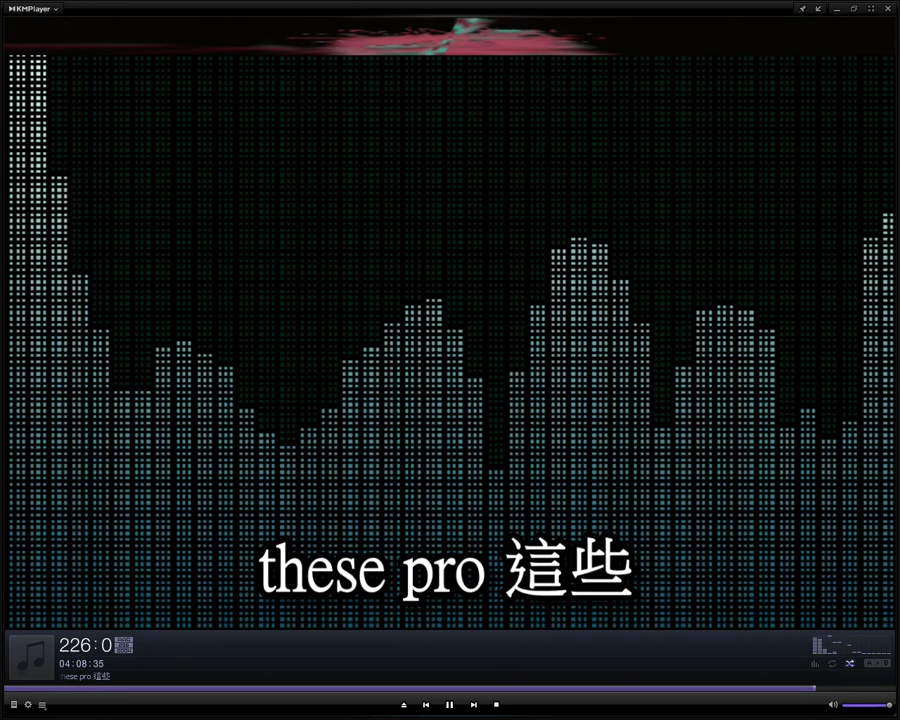 KMPlayer
these pro 這些
226:0
04:08:35
these pro 這些